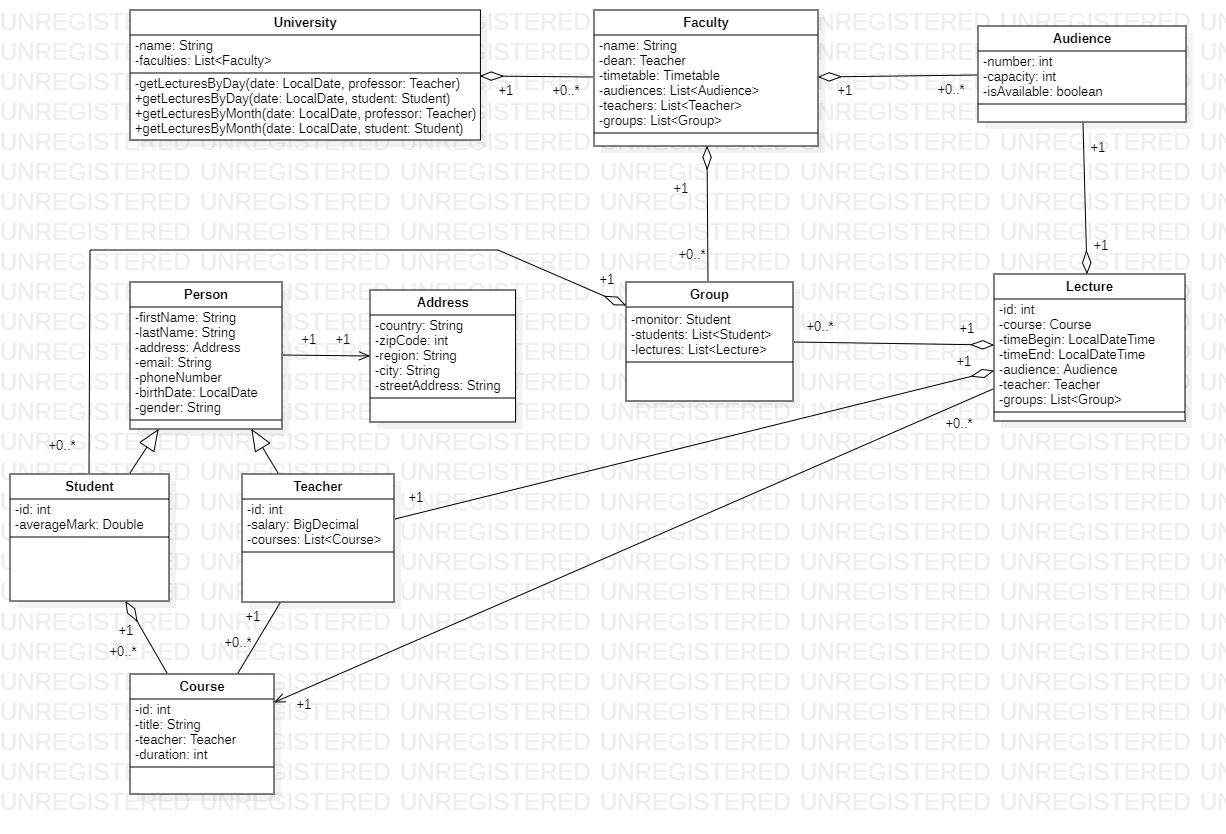 University
-name: String
-faculties: List<Faculty>
-getLecturesByDay(date: LocalDate, professor: Teacher)
+getLecturesByDay(date: LocalDate, student: Student)
+getLecturesByMonth(date: LocalDate, professor: Teacher)
+getLecturesByMonth(date: LocalDate, student: Student)
+1
+0..*
Faculty
-name: String
-dean: Teacher
-timetable: Timetable
-audiences: List<Audience>
-teachers: List<Teacher>
-groups: List<Group>
+1
+0..*
Audience
-number: int
-capacity: int
-isAvailable: boolean
+1
+1
+1
+0..*
+1
Person
-firstName: String
-lastName: String
-address: Address
-email: String
-phoneNumber
-birthDate: LocalDate
-gender: String
+1
+1
Address
-country: String
-zipCode: int
-region: String
-city: String
-streetAddress: String
Group
-monitor: Student
-students: List<Student>
-lectures: List<Lecture>
+0..*
+1
+1
+0..*
Lecture
-id: int
-course: Course
-timeBegin: LocalDateTime
-timeEnd: LocalDateTime
-audience: Audience
-teacher: Teacher
-groups: List<Group>
+0..*
Student
-id: int
-averageMark: Double
Teacher
-id: int
-salary: BigDecimal
-courses: List<Course>
+1
+1
+0..*
+1
+0..*
Course
-id: int
-title: String
-teacher: Teacher
-duration: int
+1
UNREGISTERED